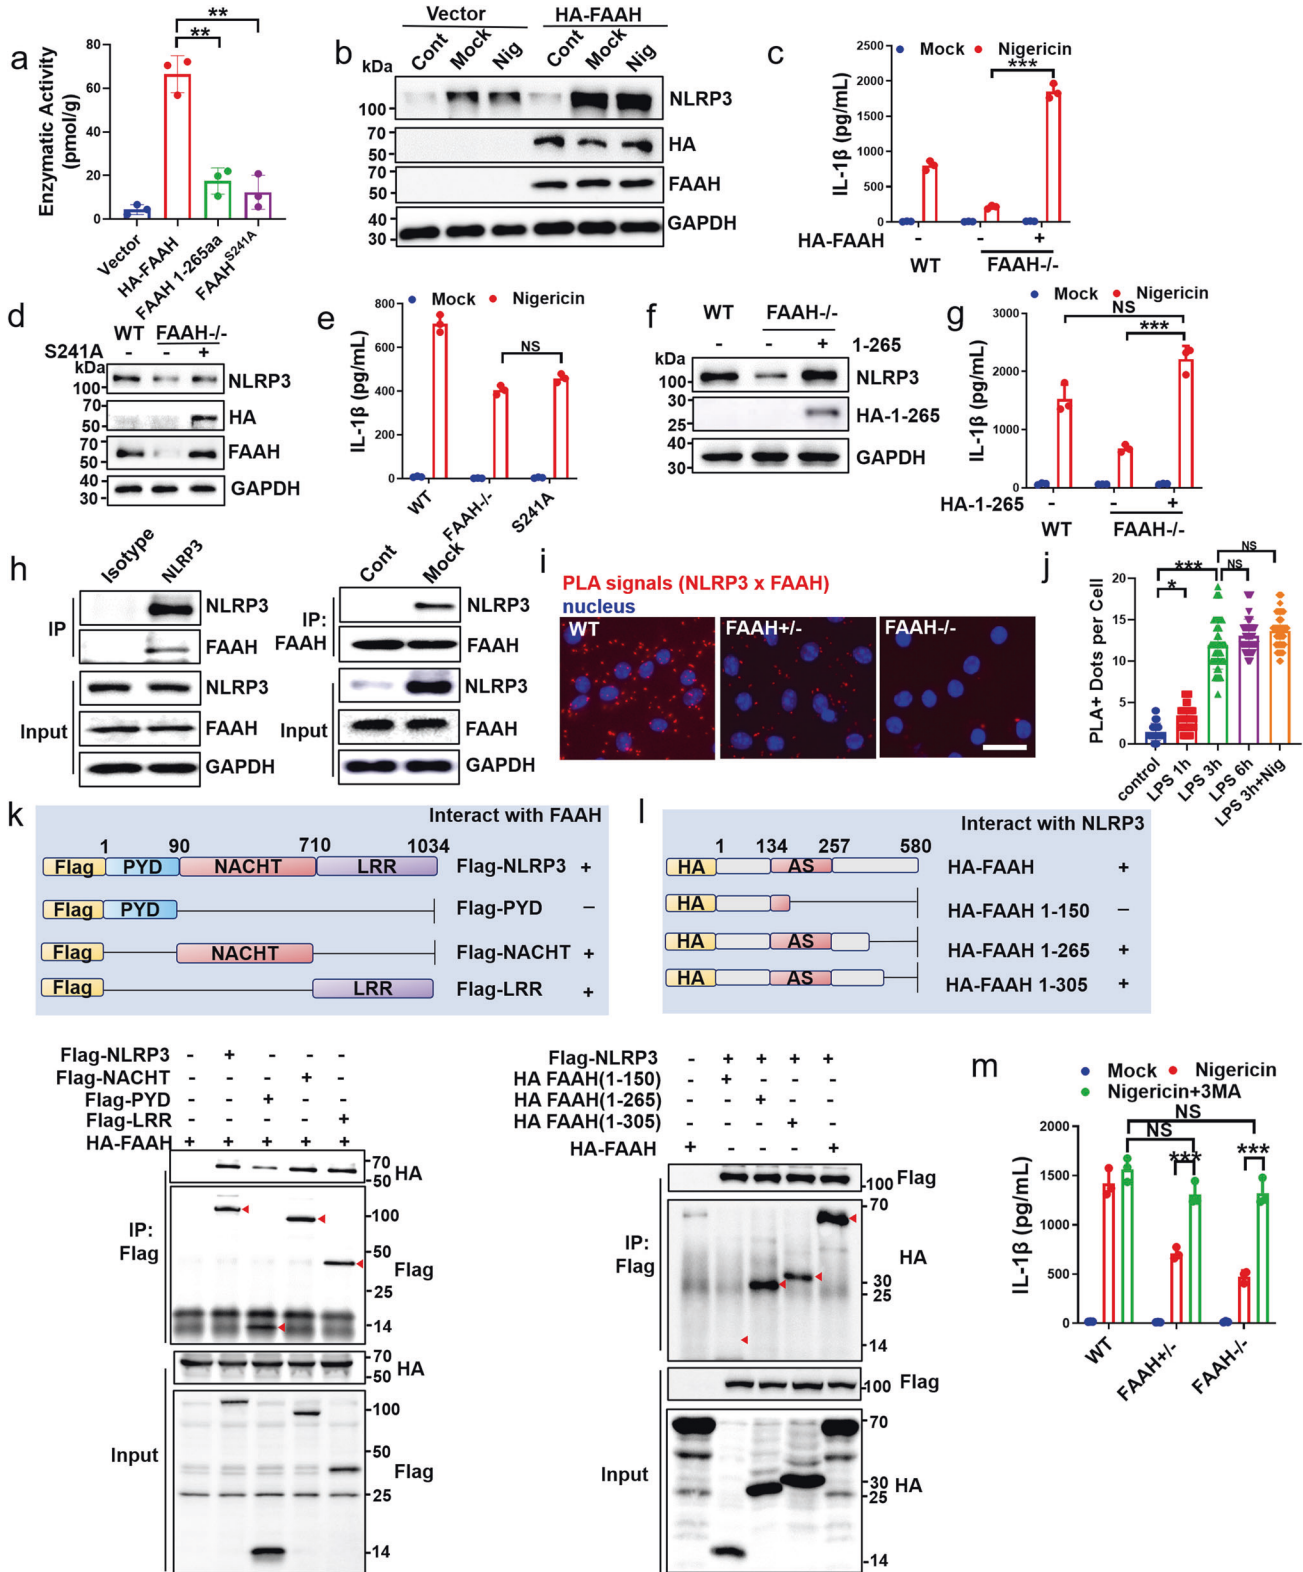 a
Enzymatic Activity
(pmol/g)
80
60
40
20
0
**
**
Vector
HA-FAAH
FAAH 1-265aa
FAAH^S241A
b
Vector
HA-FAAH
Cont
Mock
Nig
Cont
Mock
Nig
kDa
100
NLRP3
70
50
HA
70
50
FAAH
40
30
GAPDH
c
Mock
Nigericin
IL-1β (pg/mL)
2500
2000
1500
1000
500
0
***
HA-FAAH
-
-
+
WT
FAAH-/-
d
WT
FAAH-/-
S241A
-
-
+
kDa
100
NLRP3
70
50
HA
70
50
FAAH
40
30
GAPDH
e
Mock
Nigericin
IL-1β (pg/mL)
800
600
400
200
0
NS
WT
FAAH-/-
S241A
f
WT
FAAH-/-
-
-
+
1-265
kDa
100
NLRP3
30
25
HA-1-265
40
30
GAPDH
g
Mock
Nigericin
NS
***
IL-1β (pg/mL)
3000
2000
1000
0
HA-1-265
-
-
+
WT
FAAH-/-
h
Isotype
NLRP3
IP
NLRP3
FAAH
Input
NLRP3
FAAH
GAPDH
Cont
Mock
IP:
FAAH
NLRP3
FAAH
Input
NLRP3
FAAH
GAPDH
i
PLA signals (NLRP3 x FAAH)
nucleus
WT
FAAH+/-
FAAH-/-
j
PLA+ Dots per Cell
20
15
10
5
0
*
***
NS
NS
control
LPS 1h
LPS 3h
LPS 6h
LPS 3h+Nig
k
Interact with FAAH
1
90
710
1034
Flag PYD NACHT LRR Flag-NLRP3 +
Flag PYD Flag-PYD –
Flag NACHT Flag-NACHT +
Flag LRR Flag-LRR +
Flag-NLRP3 - + - - -
Flag-NACHT - - - + -
Flag-PYD - - + - -
Flag-LRR - - - - +
HA-FAAH + + + + +
IP:
Flag
70
50
HA
100
50
25
14
Flag
Input
70
50
HA
100
50
25
14
Flag
l
Interact with NLRP3
1
134
257
580
HA AS HA-FAAH +
HA HA-FAAH 1-150 –
HA AS HA-FAAH 1-265 +
HA AS HA-FAAH 1-305 +
Flag-NLRP3 - + + + +
HA FAAH(1-150) - + - - -
HA FAAH(1-265) - - + - -
HA FAAH(1-305) - - - + -
HA-FAAH + - - - +
IP:
Flag
100
Flag
70
30
25
14
HA
Input
100
Flag
70
30
25
14
HA
m
Mock
Nigericin
Nigericin+3MA
NS
NS
***
***
IL-1β (pg/mL)
2000
1500
1000
500
0
WT
FAAH+/-
FAAH-/-